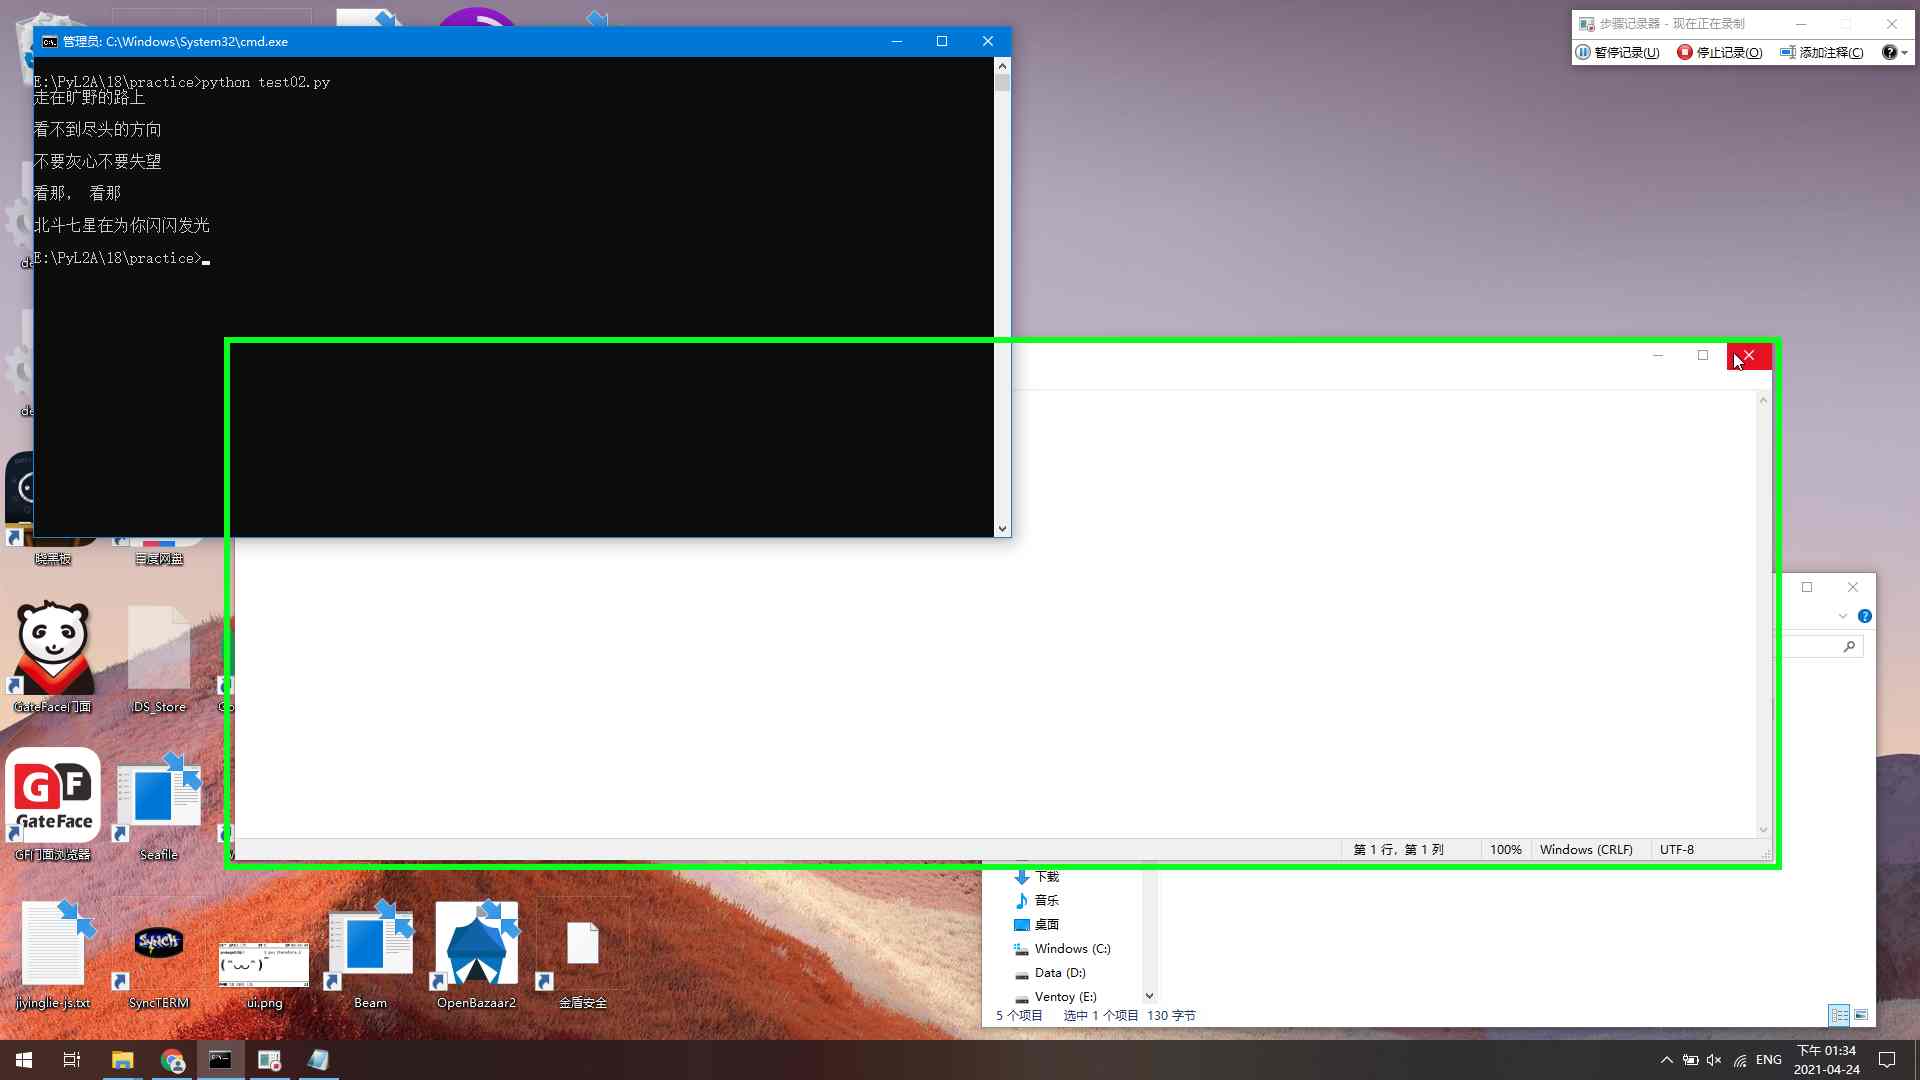 管理员: C:\Windows\System32\cmd.exe
E:\PyL2A\18\practice>python test02.py
走在旷野的路上
看不到尽头的方向
不要灰心不要失望
看那， 看那
北斗七星在为你闪闪发光
E:\PyL2A\18\practice>
步骤记录器 - 现在正在录制
暂停记录(U)
停止记录(O)
添加注释(C)
晓黑板
百度网盘
GateFace门面
.DS_Store
GateFace
GF门面浏览器
Seafile
第 1 行，第 1 列
100%
Windows (CRLF)
UTF-8
下载
音乐
桌面
Windows (C:)
Data (D:)
Ventoy (E:)
5 个项目
选中 1 个项目
130 字节
jiyinglie-js.txt
SyncTERM
ui.png
Beam
OpenBazaar2
金盾安全
ENG
下午 01:34
2021-04-24